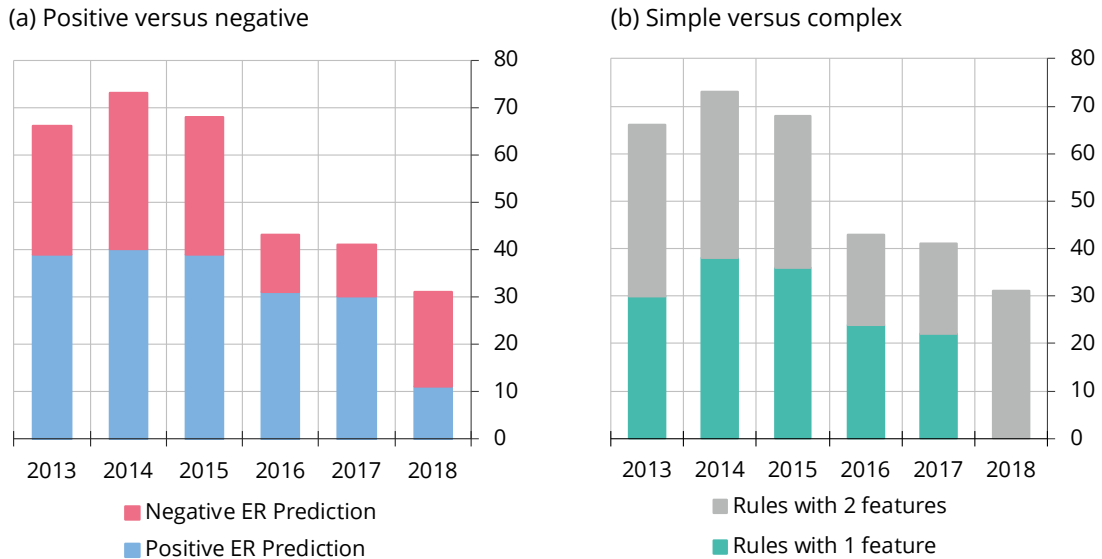 (a) Positive versus negative
80
70
60
50
40
30
20
10
0
2013 2014 2015 2016 2017 2018
Negative ER Prediction
Positive ER Prediction
(b) Simple versus complex
80
70
60
50
40
30
20
10
0
2013 2014 2015 2016 2017 2018
Rules with 2 features
Rules with 1 feature